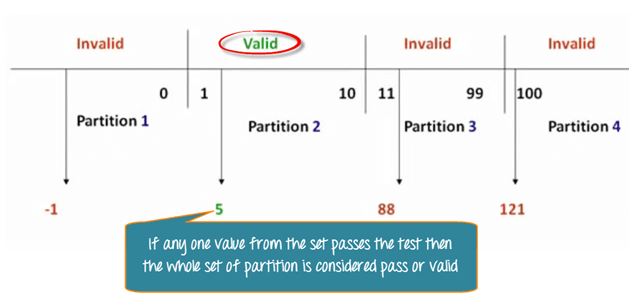 Invalid Valid Invalid Invalid
0 1 10 11 99 100
Partition 1 Partition 2 Partition 3 Partition 4
-1 5 88 121
If any one value from the set passes the test then
the whole set of partition is considered pass or valid